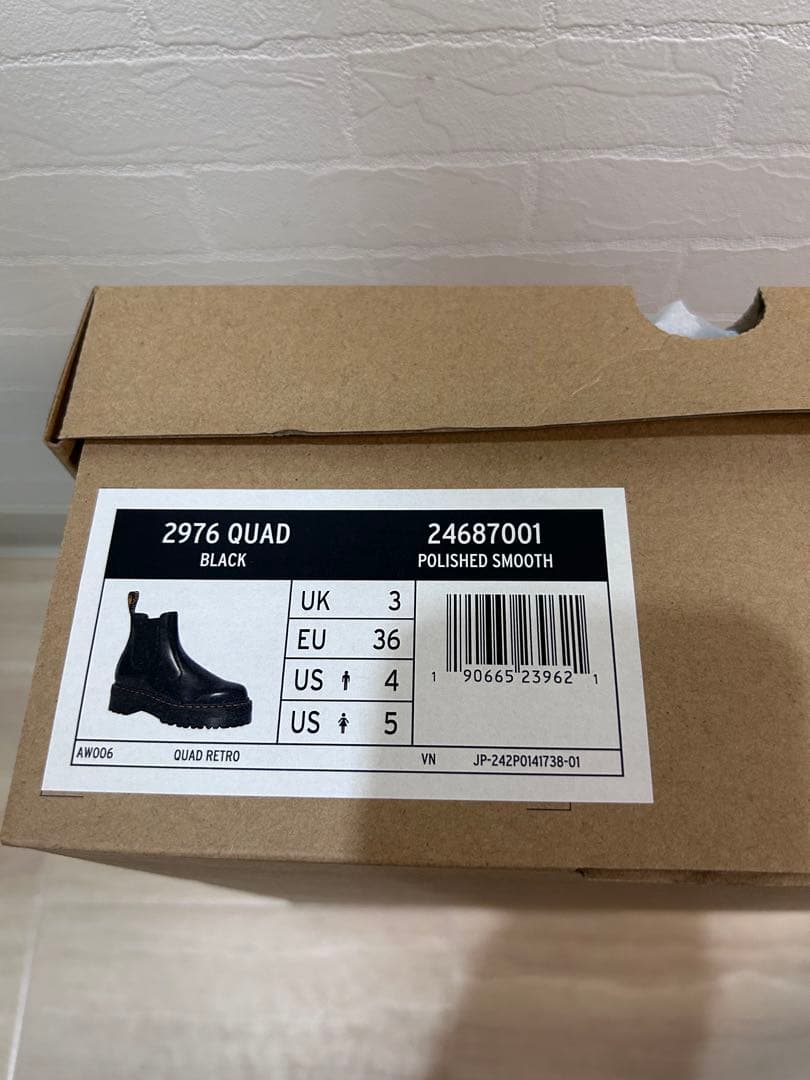 2976 QUAD
BLACK
24687001
POLISHED SMOOTH
UK 3
EU 36
US 4
US 5
1 90665 23962 1
AW006 QUAD RETRO VN JP-242P0141738-01